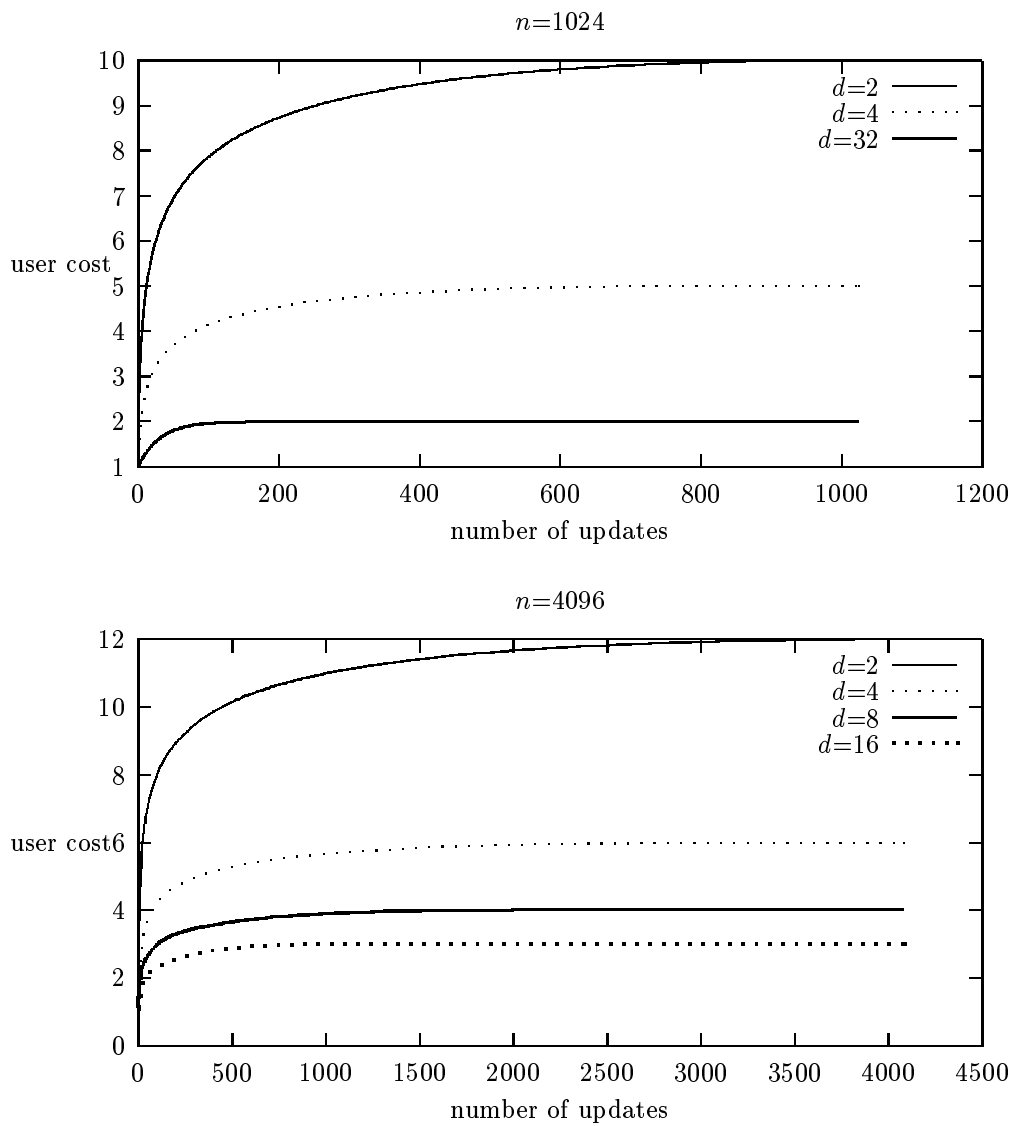 n=1024
10
9
8
7
6
5
4
3
2
1
user cost
d=2
d=4
d=32
0 200 400 600 800 1000 1200
number of updates
n=4096
12
10
8
6
4
2
0
user cost
d=2
d=4
d=8
d=16
0 500 1000 1500 2000 2500 3000 3500 4000 4500
number of updates